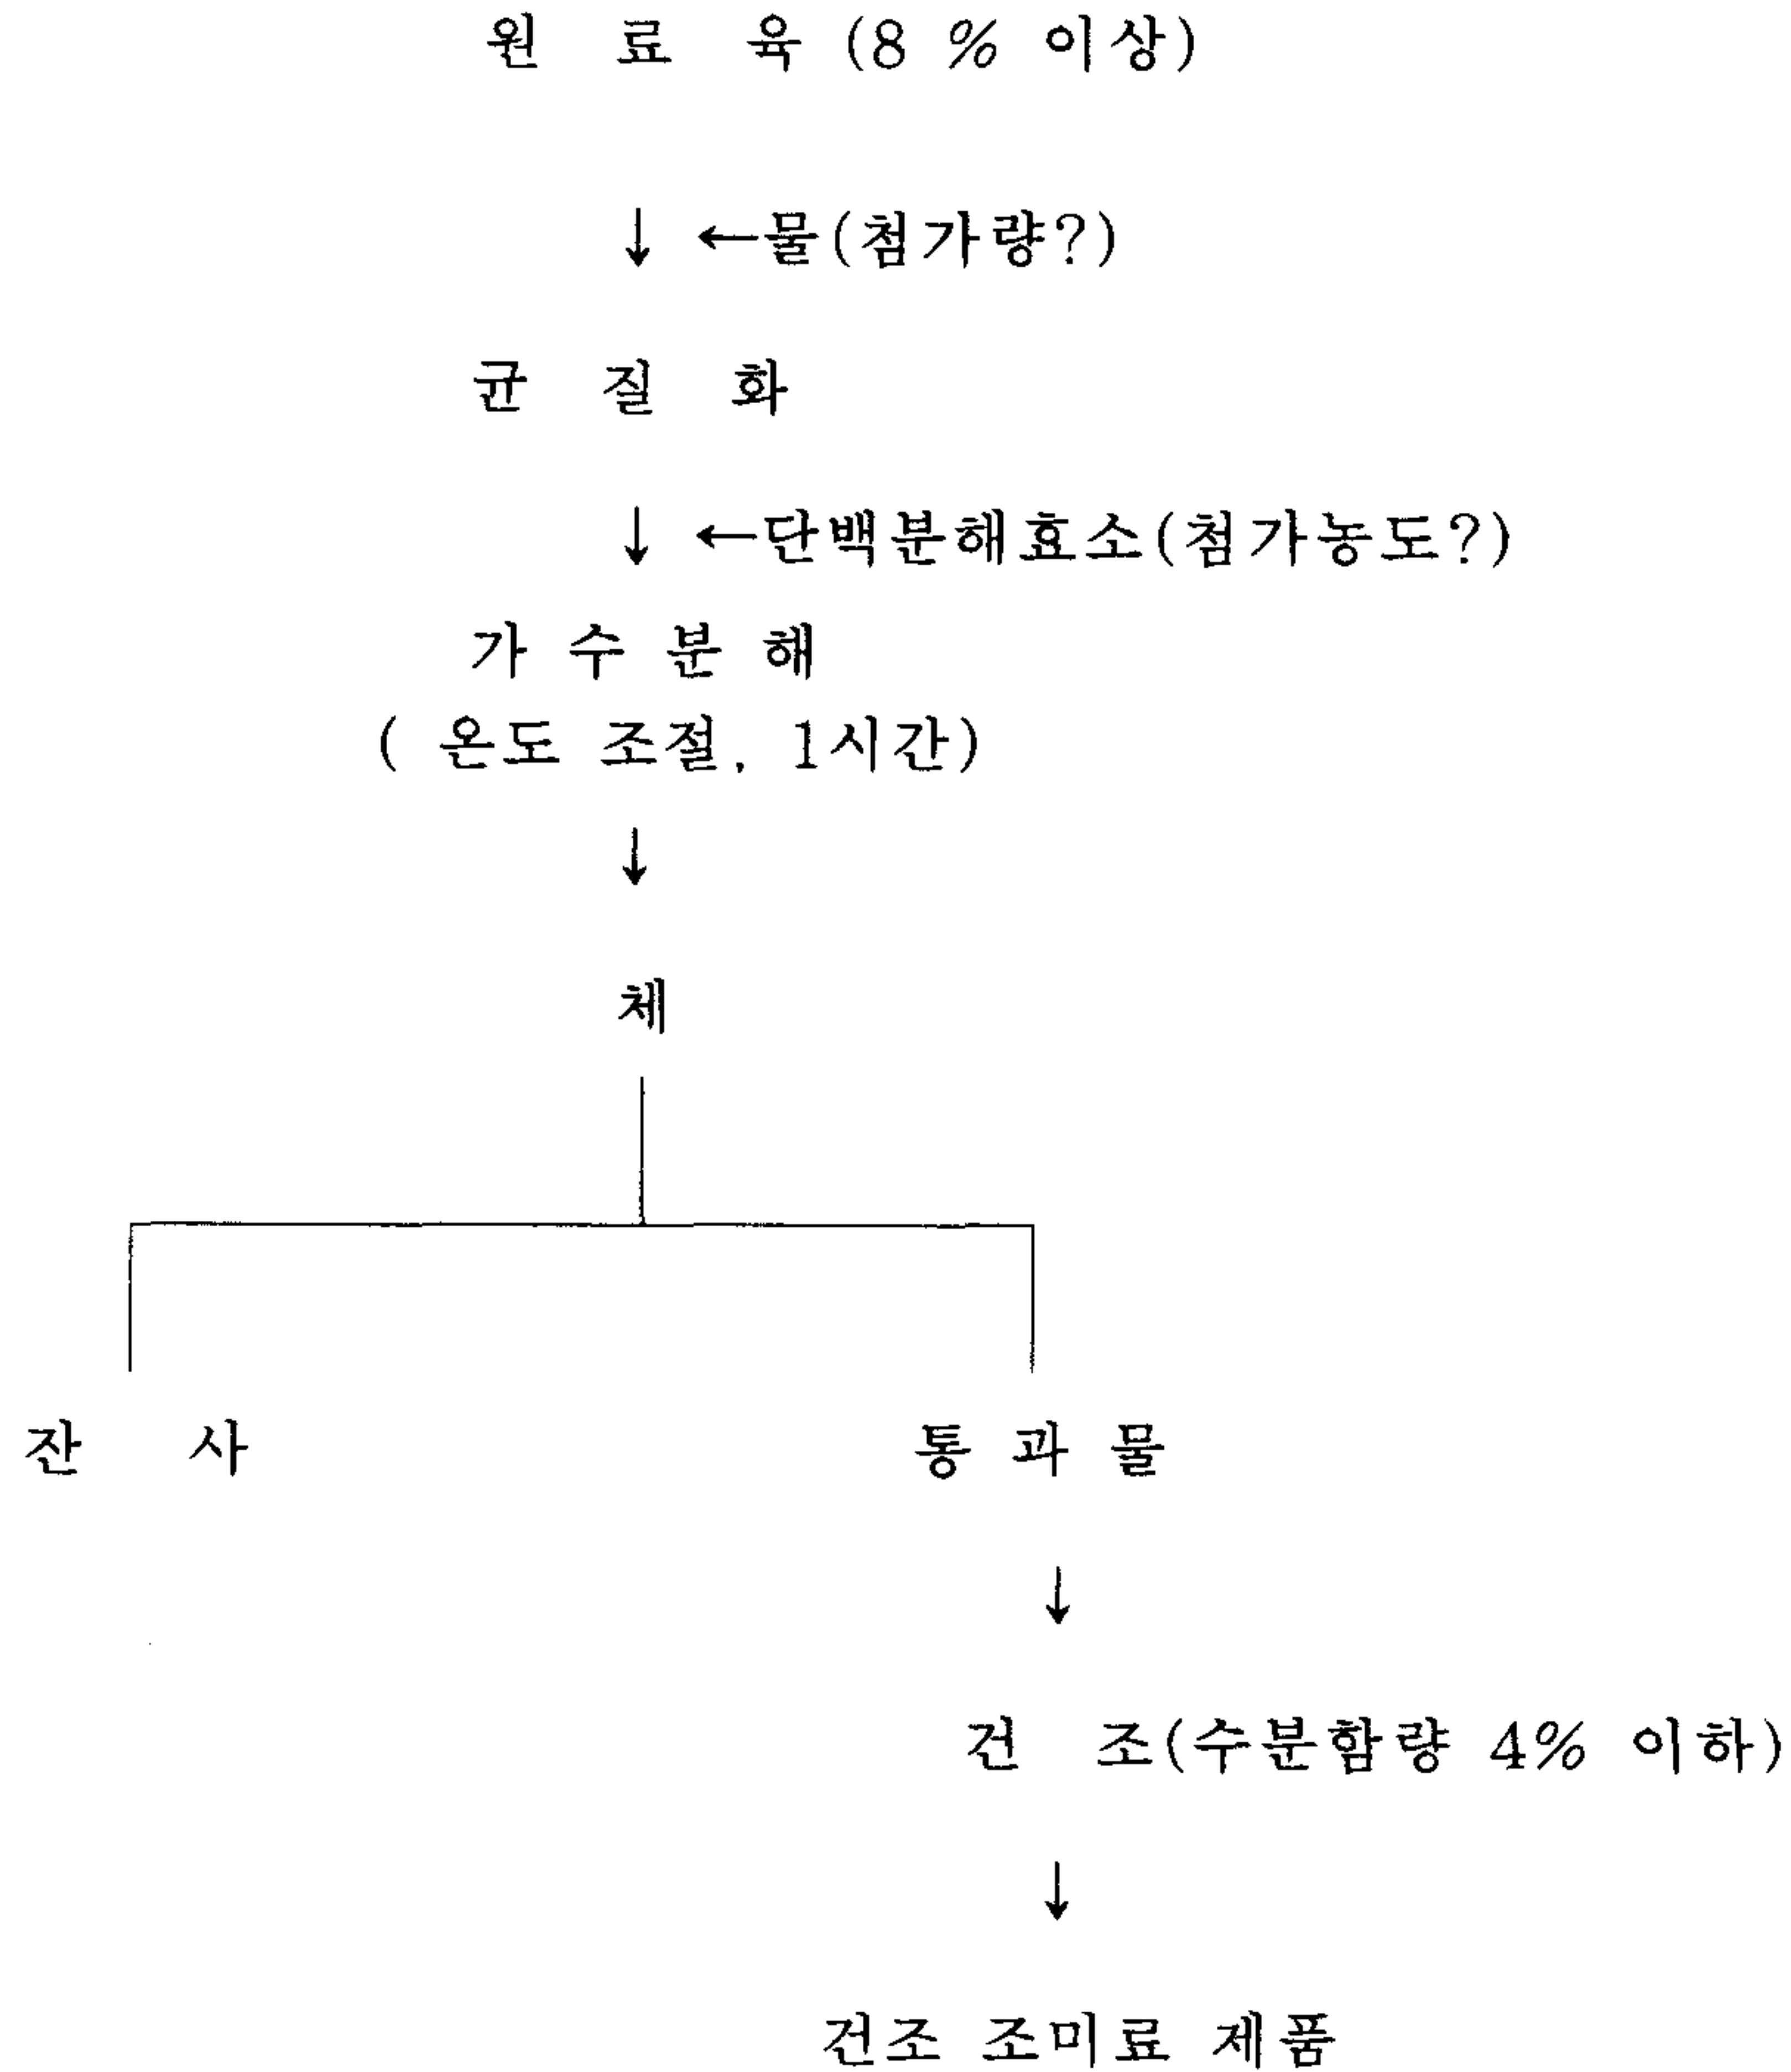 원 료 육 (8 % 이상)
↓ ←물(첨가량?)
균 질 화
↓ ←단백분해효소(첨가농도?)
가 수 분 해
( 온도 조절, 1시간)
↓
체
잔 사 통 과 물
↓
건 조(수분함량 4% 이하)
↓
건조 조미료 제품